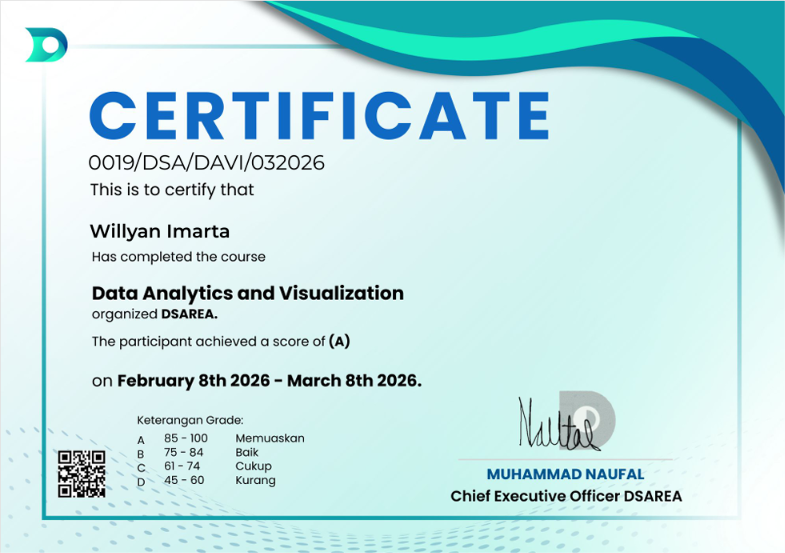 CERTIFICATE
0019/DSA/DAVI/032026
This is to certify that
Willyan Imarta
Has completed the course
Data Analytics and Visualization
organized DSAREA.
The participant achieved a score of (A)
on February 8th 2026 - March 8th 2026.
Keterangan Grade:
A 85 - 100 Memuaskan
B 75 - 84 Baik
C 61 - 74 Cukup
D 45 - 60 Kurang
Naufal
MUHAMMAD NAUFAL
Chief Executive Officer DSAREA